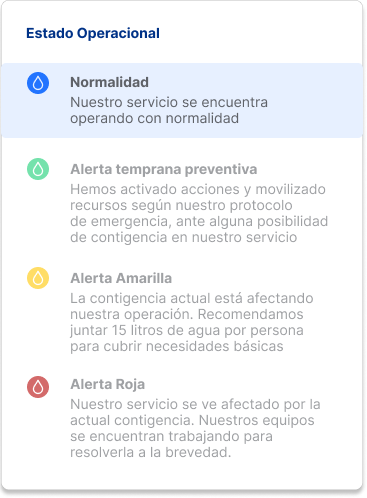 Estado Operacional
Normalidad
Nuestro servicio se encuentra
operando con normalidad
Alerta temprana preventiva
Hemos activado acciones y movilizado
recursos según nuestro protocolo
de emergencia, ante alguna posibilidad
de contigencia en nuestro servicio
Alerta Amarilla
La contigencia actual está afectando
nuestra operación. Recomendamos
juntar 15 litros de agua por persona
para cubrir necesidades básicas
Alerta Roja
Nuestro servicio se ve afectado por la
actual contigencia. Nuestros equipos
se encuentran trabajando para
resolverla a la brevedad.